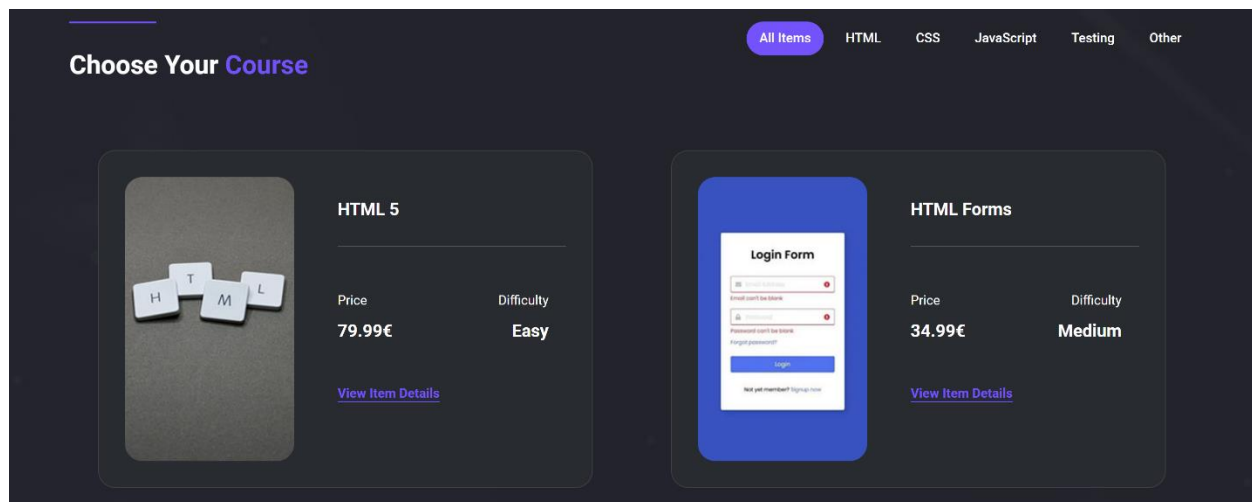 All Items HTML CSS JavaScript Testing Other
Choose Your Course
HTML 5
H T M L
Price Difficulty
79.99€ Easy
View Item Details
HTML Forms
Login Form
Email can't be blank
Password can't be blank
Forgot password?
Login
Not yet member? Signup now
Price Difficulty
34.99€ Medium
View Item Details